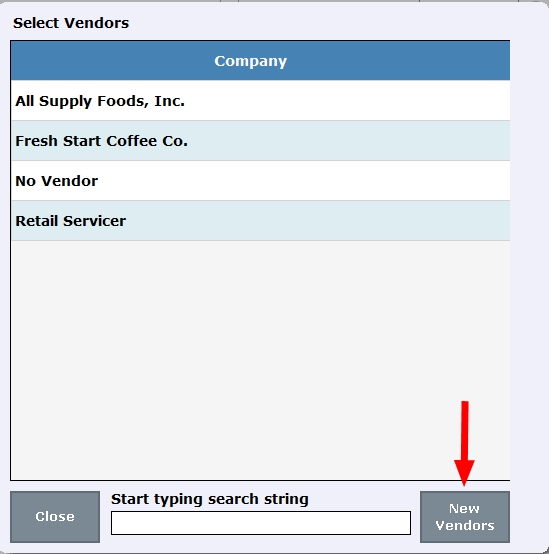 Select Vendors
Company
All Supply Foods, Inc.
Fresh Start Coffee Co.
No Vendor
Retail Servicer
Close
Start typing search string
New
Vendors